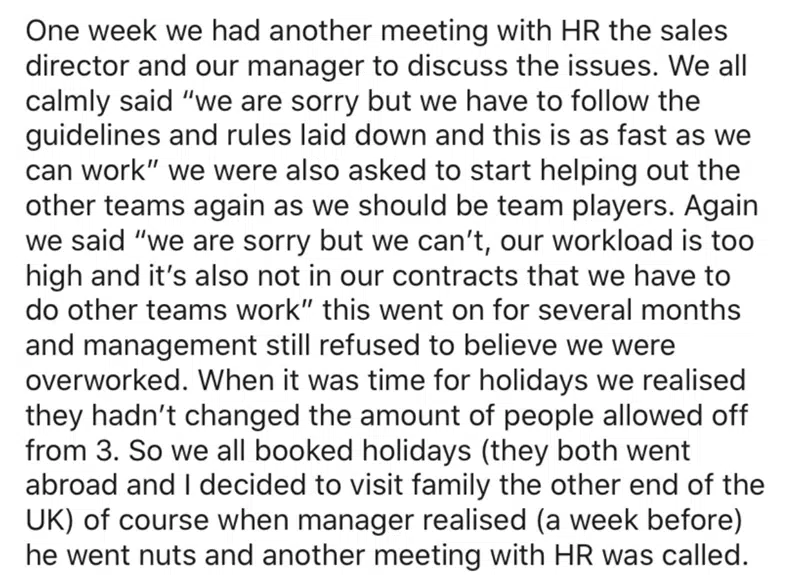 One week we had another meeting with HR the sales
director and our manager to discuss the issues. We all
calmly said “we are sorry but we have to follow the
guidelines and rules laid down and this is as fast as we
can work” we were also asked to start helping out the
other teams again as we should be team players. Again
we said “we are sorry but we can’t, our workload is too
high and it’s also not in our contracts that we have to
do other teams work” this went on for several months
and management still refused to believe we were
overworked. When it was time for holidays we realised
they hadn’t changed the amount of people allowed off
from 3. So we all booked holidays (they both went
abroad and I decided to visit family the other end of the
UK) of course when manager realised (a week before)
he went nuts and another meeting with HR was called.